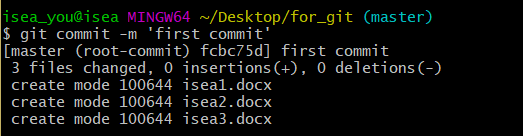 isea_you@isea MINGW64 ~/Desktop/for_git (master)
$ git commit -m 'first commit'
[master (root-commit) fcbc75d] first commit
 3 files changed, 0 insertions(+), 0 deletions(-)
 create mode 100644 isea1.docx
 create mode 100644 isea2.docx
 create mode 100644 isea3.docx